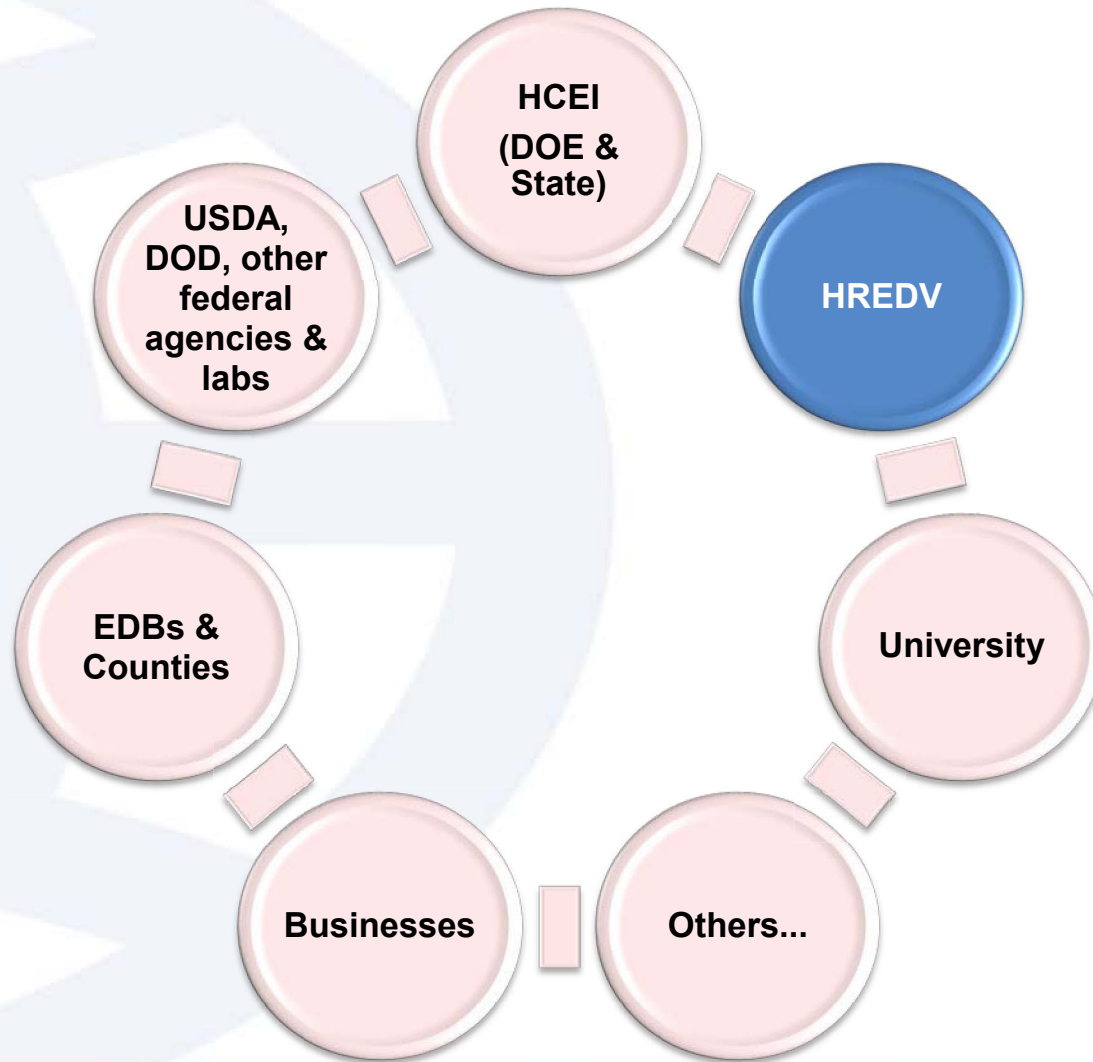 HCEI
(DOE &
State)
HREDV
University
Others...
Businesses
EDBs &
Counties
USDA,
DOD, other
federal
agencies &
labs